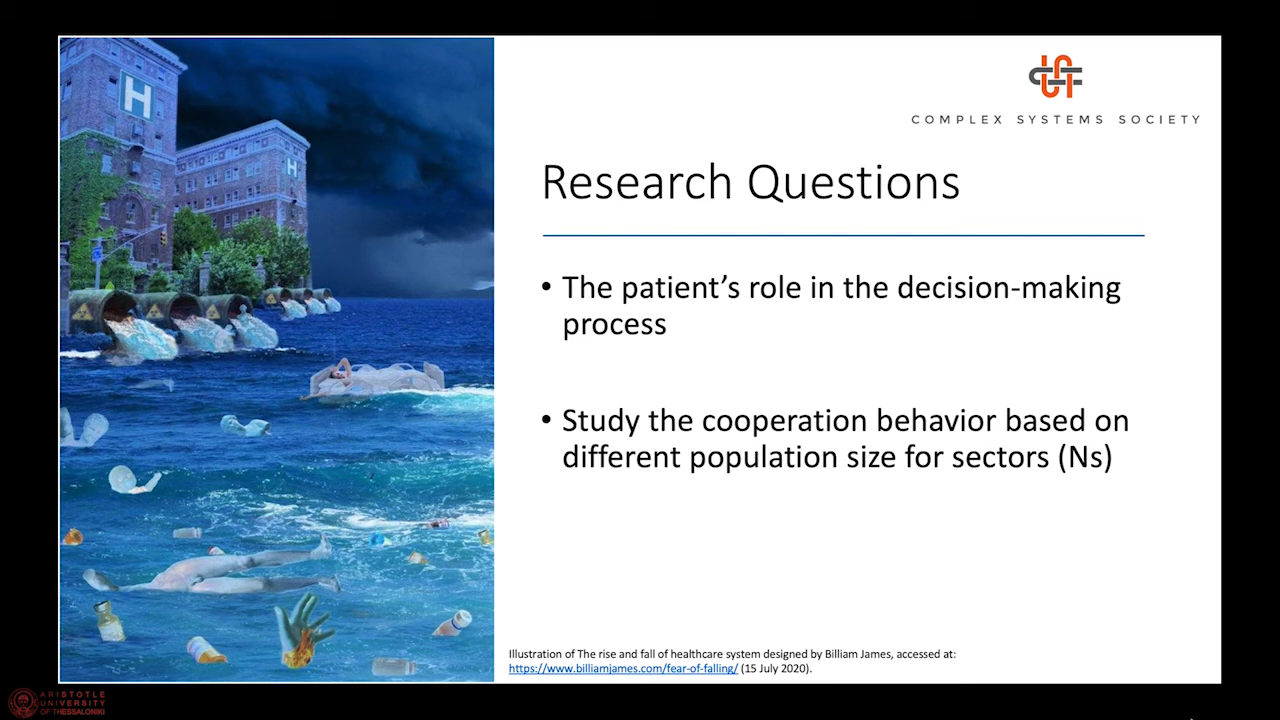 H
H
COMPLEX SYSTEMS SOCIETY
Research Questions
• The patient’s role in the decision-making
process
• Study the cooperation behavior based on
different population size for sectors (Ns)
Illustration of The rise and fall of healthcare system designed by Billiam James, accessed at:
https://www.billiamjames.com/fear-of-falling/ (15 July 2020).
ARISTOTLE
UNIVERSITY
OF THESSALONIKI